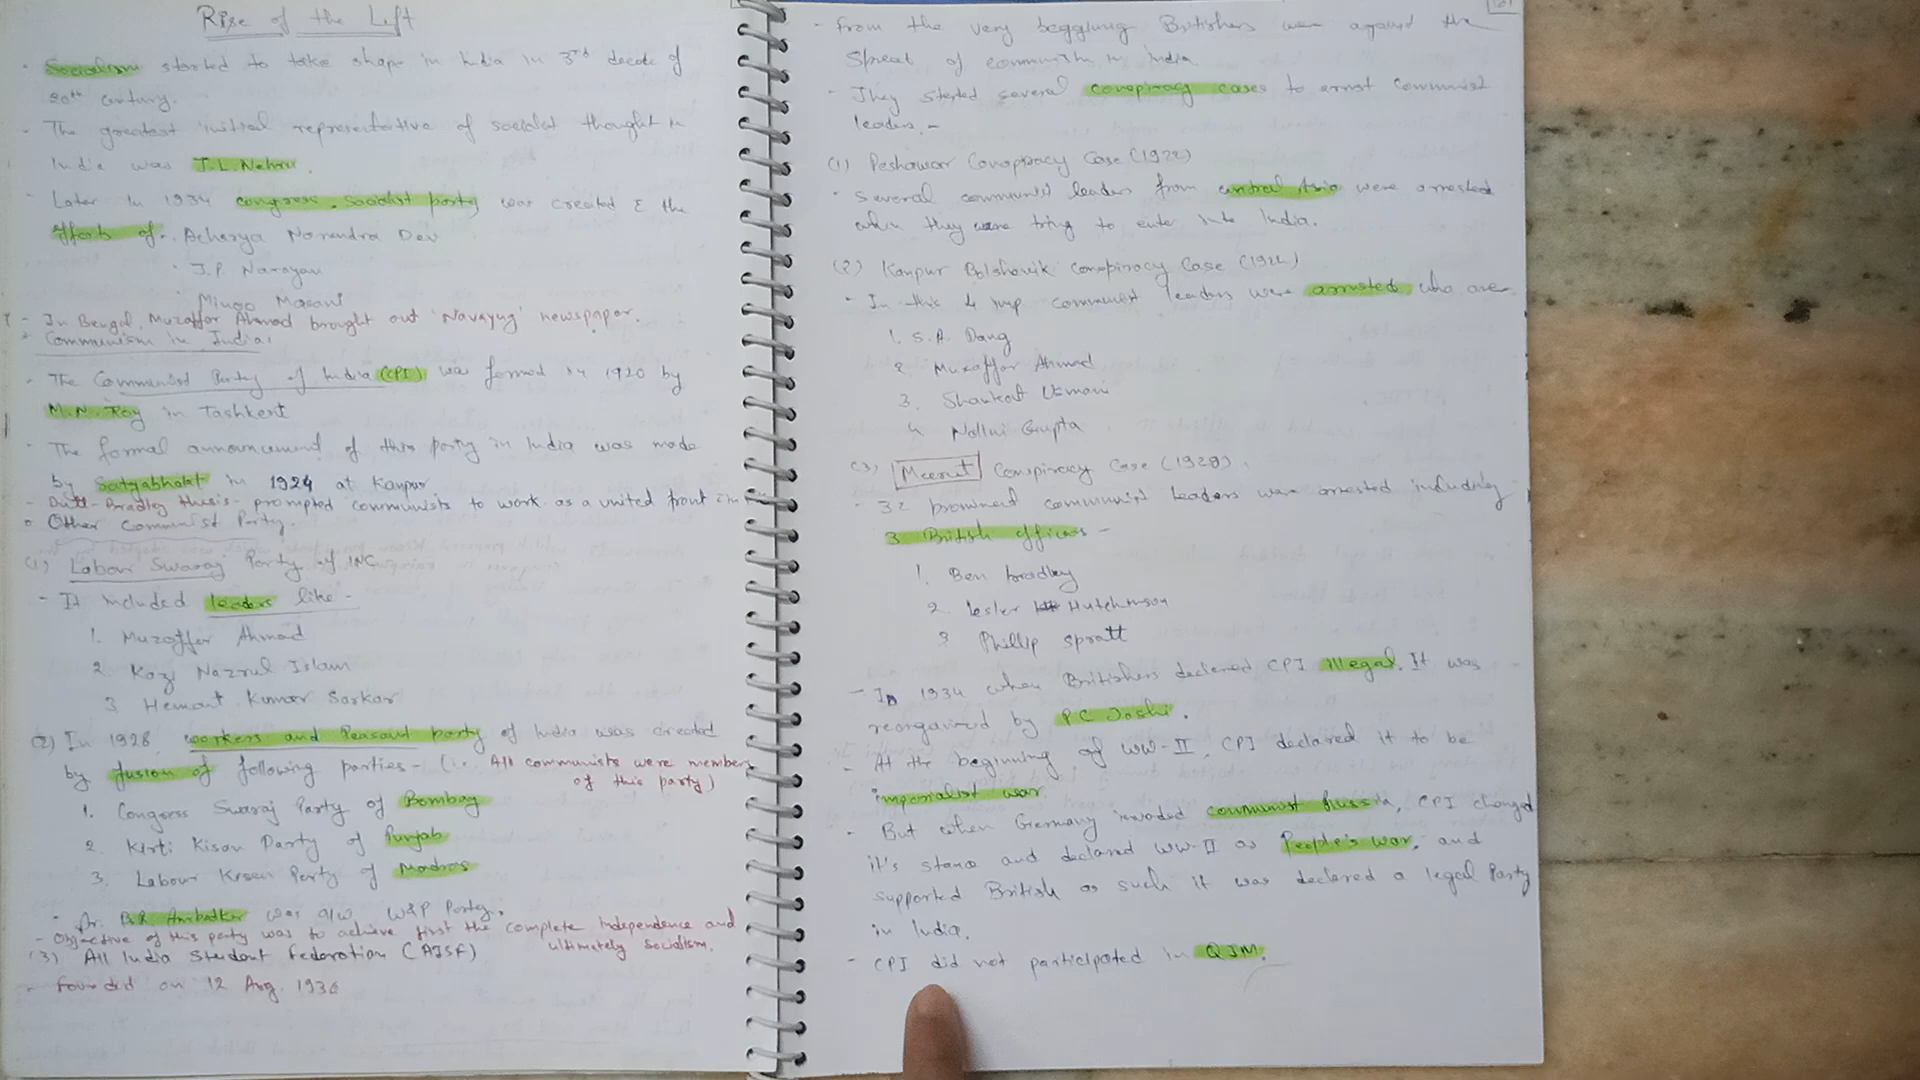 Rise of the Left
· Socialism started to take shape in India in 3rd decade of
20th century.
- The greatest initial representative of socialist thought in
India was J.L. Nehru.
- Later in 1934 congress socialist party was created & the
efforts of · Acharya Narendra Dev
· J.P. Narayan
· Minoo Masani
- In Bengal, Muzaffar Ahmad brought out 'Navayug' newspaper.
Communism in India:
- The Communist Party of India (CPI) was formed in 1920 by
M.N. Roy in Tashkent
· The formal announcement of this party in India was made
by Satyabhakt in 1924 at Kanpur
- Dutt-Bradley thesis - prompted communists to work as a united front
o Other Communist Party.
(1) Labour Swaraj Party of INC
- It included leaders like -
1. Muzaffer Ahmad
2. Kazi Nazrul Islam
3. Hemant Kumar Sarkar
(2) In 1928 workers and Peasant party of India was created
by fusion of following parties - (i.e. All communists were members
of this party)
1. Congress Swaraj Party of Bombay
2. Kirti Kisan Party of Punjab
3. Labour Kisan Party of Madras
· Dr. B.R. Ambedkar was a/w W&P Party.
- Objective of this party was to achieve first the complete independence and
ultimately socialism.
(3) All India Student Federation (AISF)
- founded on 12 Aug. 1936
- From the very beggiung Britishers were against the
Spread of communism in India
- They started several conspiracy cases to arrest communist
leaders. -
(1) Peshawar Conspiracy Case (1922)
· Several communist leaders from central Asia were arrested
when they were tring to enter into India.
(2) Kanpur Bolshavik conspiracy Case (1924)
· In this 4 imp. communist leaders were arrested who are
1. S.A. Dang
2. Muzaffar Ahmad
3. Shaukat Usmani
4. Nalini Gupta
(3) Meerut Conspiracy Case (1929).
- 32 prominent communist leaders were arrested including
3 British officers -
1. Ben bradley
2. Lester Hutchinson
3 Phillip spratt
- In 1934 when Britishers declared CPI illegal. It was
reorganized by PC Joshi.
- At the beginning of WW-II CPI declared it to be
imperialist war
- But when Germany invaded communist Russia, CPI changed
it's stance and declared WW-II as People's war, and
supported British as such it was declared a legal Party
in India.
- CPI did not participated in QIM.